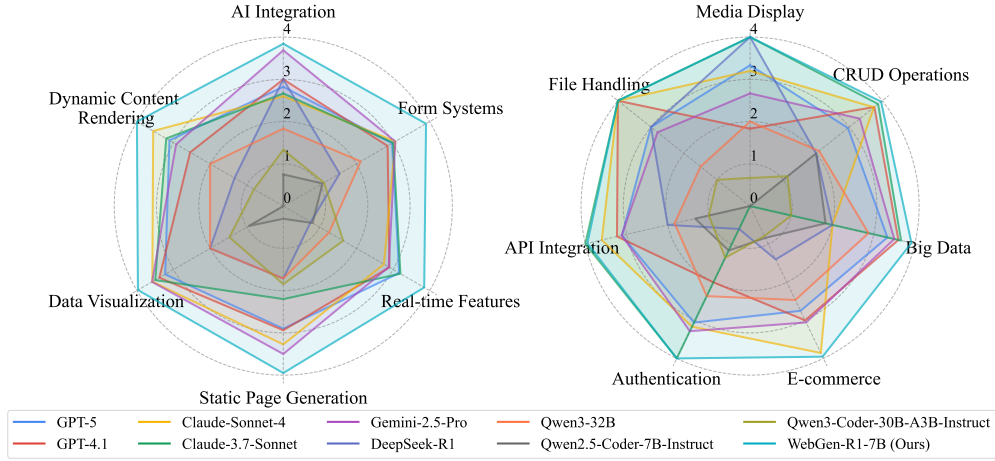 AI Integration
4
3
2
1
0
Form Systems
Real-time Features
Static Page Generation
Data Visualization
Dynamic Content
Rendering
Media Display
4
3
2
1
0
CRUD Operations
Big Data
E-commerce
Authentication
API Integration
File Handling
GPT-5
Claude-Sonnet-4
Gemini-2.5-Pro
Qwen3-32B
Qwen3-Coder-30B-A3B-Instruct
GPT-4.1
Claude-3.7-Sonnet
DeepSeek-R1
Qwen2.5-Coder-7B-Instruct
WebGen-R1-7B (Ours)